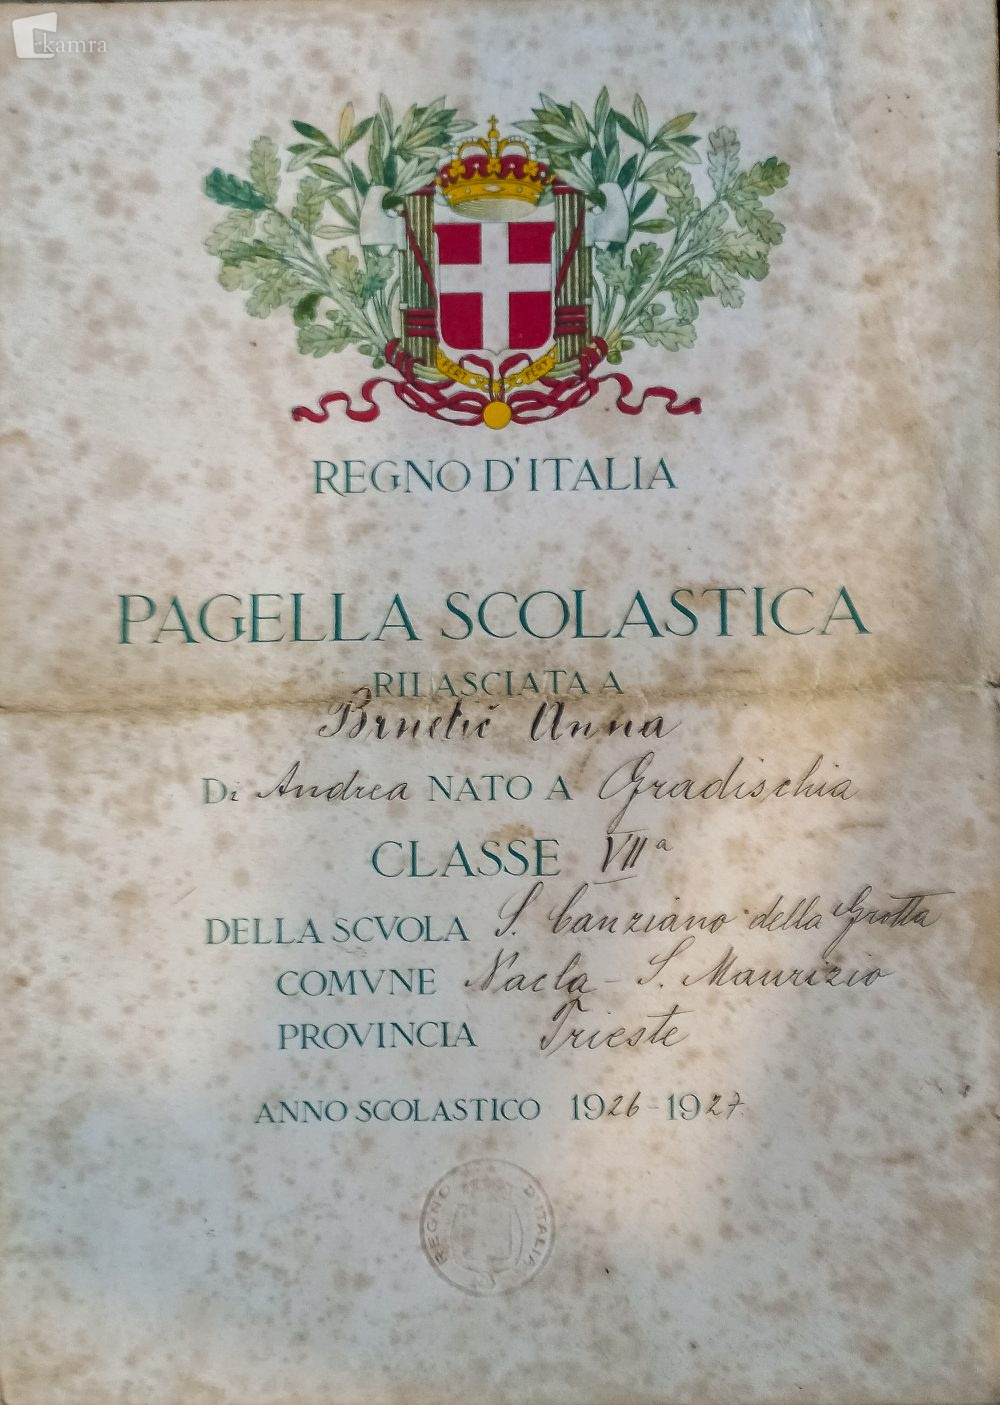 kamra
FERT FERT
REGNO D'ITALIA
PAGELLA SCOLASTICA
RILASCIATA A
Brnetič Anna
Di Andrea NATO A Gradischia
CLASSE VIIª
DELLA SCVOLA S. Canziano della Grotta
COMVNE Nacla - S. Maurizio
PROVINCIA Trieste
ANNO SCOLASTICO 1926-1927
REGNO D'ITALIA